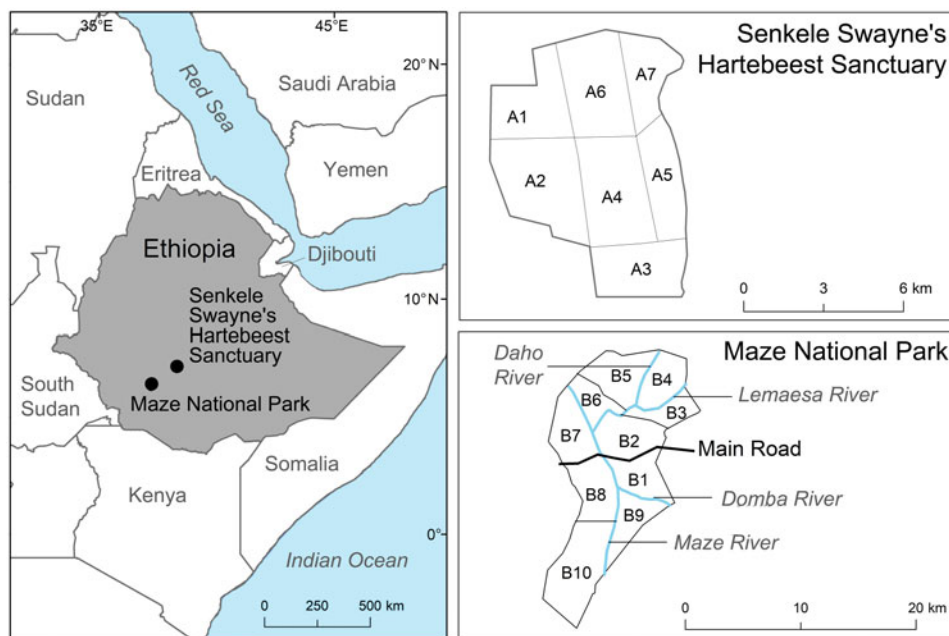 35°E
45°E
20°N
Sudan
Red Sea
Saudi Arabia
Eritrea
Yemen
Ethiopia
Djibouti
10°N
Senkele
Swayne's
Hartebeest
Sanctuary
South
Sudan
Maze National Park
Somalia
Kenya
0°
Indian Ocean
0 250 500 km
Senkele Swayne's
Hartebeest Sanctuary
A7
A6
A1
A2
A5
A4
A3
0 3 6 km
Maze National Park
Daho
River
B5
B4
Lemaesa River
B6
B3
B7
B2
Main Road
B1
B8
Domba River
B9
Maze River
B10
0 10 20 km